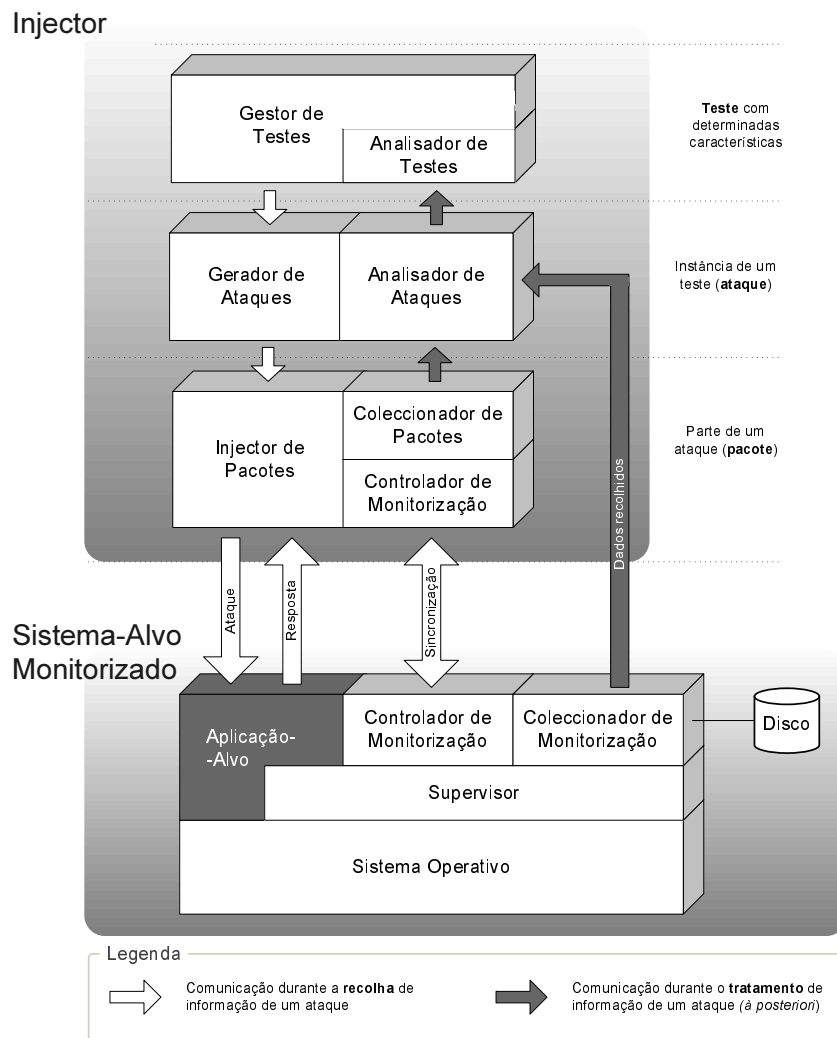 Injector
Gestor de
Testes
Analisador de
Testes
Teste com
determinadas
características
Gerador de
Ataques
Analisador de
Ataques
Instância de um
teste (ataque)
Injector de
Pacotes
Coleccionador de
Pacotes
Controlador de
Monitorização
Parte de um
ataque (pacote)
Ataque
Resposta
Sincronização
Dados recolhidos
Sistema-Alvo
Monitorizado
Aplicação-
-Alvo
Controlador de
Monitorização
Coleccionador de
Monitorização
Disco
Supervisor
Sistema Operativo
Legenda
Comunicação durante a recolha de
informação de um ataque
Comunicação durante o tratamento de
informação de um ataque (à posteriori)